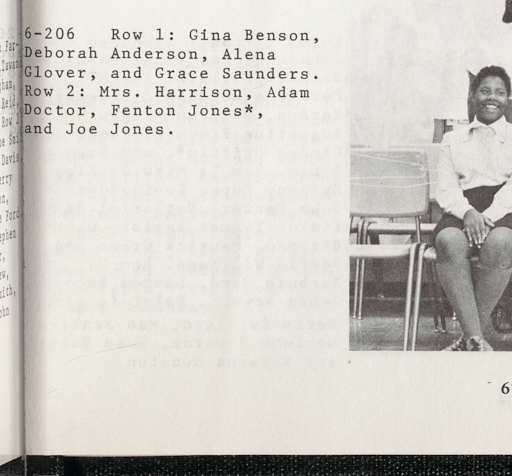 6-206   Row 1: Gina Benson,
Deborah Anderson, Alena
Glover, and Grace Saunders.
Row 2: Mrs. Harrison, Adam
Doctor, Fenton Jones*,
and Joe Jones.
6